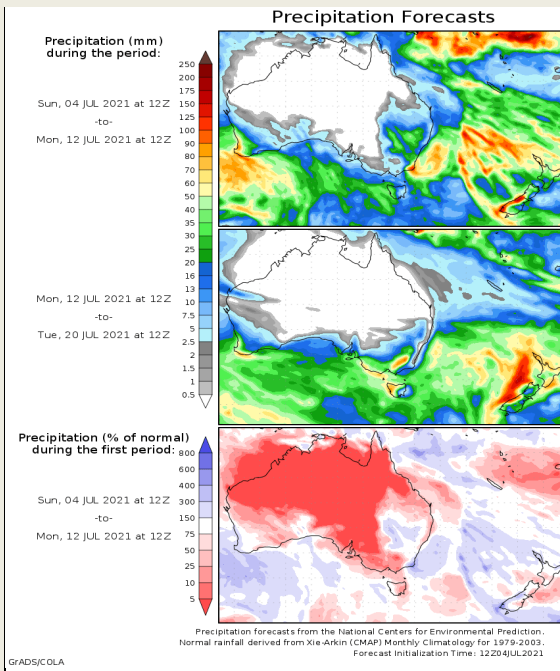 Precipitation Forecasts
Precipitation (mm)
during the period:
Sun, 04 JUL 2021 at 12Z
-to-
Mon, 12 JUL 2021 at 12Z
250
200
175
150
125
100
90
80
70
60
50
40
35
30
25
20
16
13
10
7.5
5
2.5
2
1.5
1
0.5
Mon, 12 JUL 2021 at 12Z
-to-
Tue, 20 JUL 2021 at 12Z
Precipitation (% of normal)
during the first period:
Sun, 04 JUL 2021 at 12Z
-to-
Mon, 12 JUL 2021 at 12Z
800
600
400
300
150
75
50
25
10
5
Precipitation forecasts from the National Centers for Environmental Prediction.
Normal rainfall derived from Xie-Arkin (CMAP) Monthly Climatology for 1979-2003.
Forecast Initialization Time: 12Z04JUL2021
GrADS/COLA